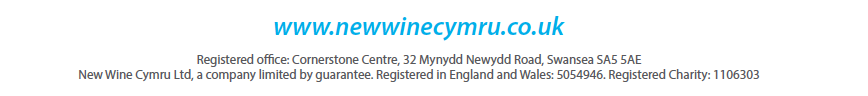 www.newwinecymru.co.uk
Registered office: Cornerstone Centre, 32 Mynydd Newydd Road, Swansea SA5 5AE
New Wine Cymru Ltd, a company limited by guarantee. Registered in England and Wales: 5054946. Registered Charity: 1106303